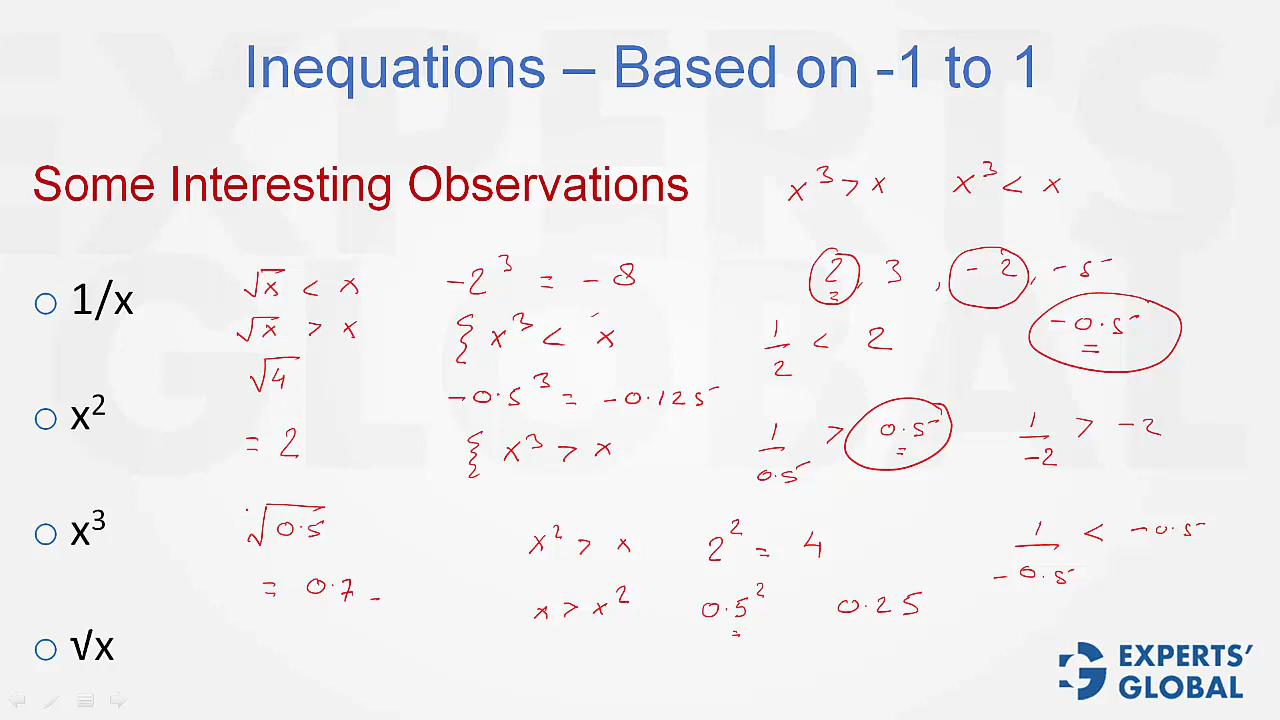 Inequations – Based on -1 to 1
Some Interesting Observations
x³ > x    x³ < x
1/x
x²
x³
√x
√x < x
√x > x
√4
= 2
√0.5
= 0.7
-2³ = -8
{ x³ < x
-0.5³ = -0.125
{ x³ > x
x² > x    2² = 4
x > x²    0.5²    0.25
2, 3, -2, -5
-0.5
1/2 < 2
1/0.5 > 0.5
1/-2 > -2
1/-0.5 < -0.5
EXPERTS'
GLOBAL